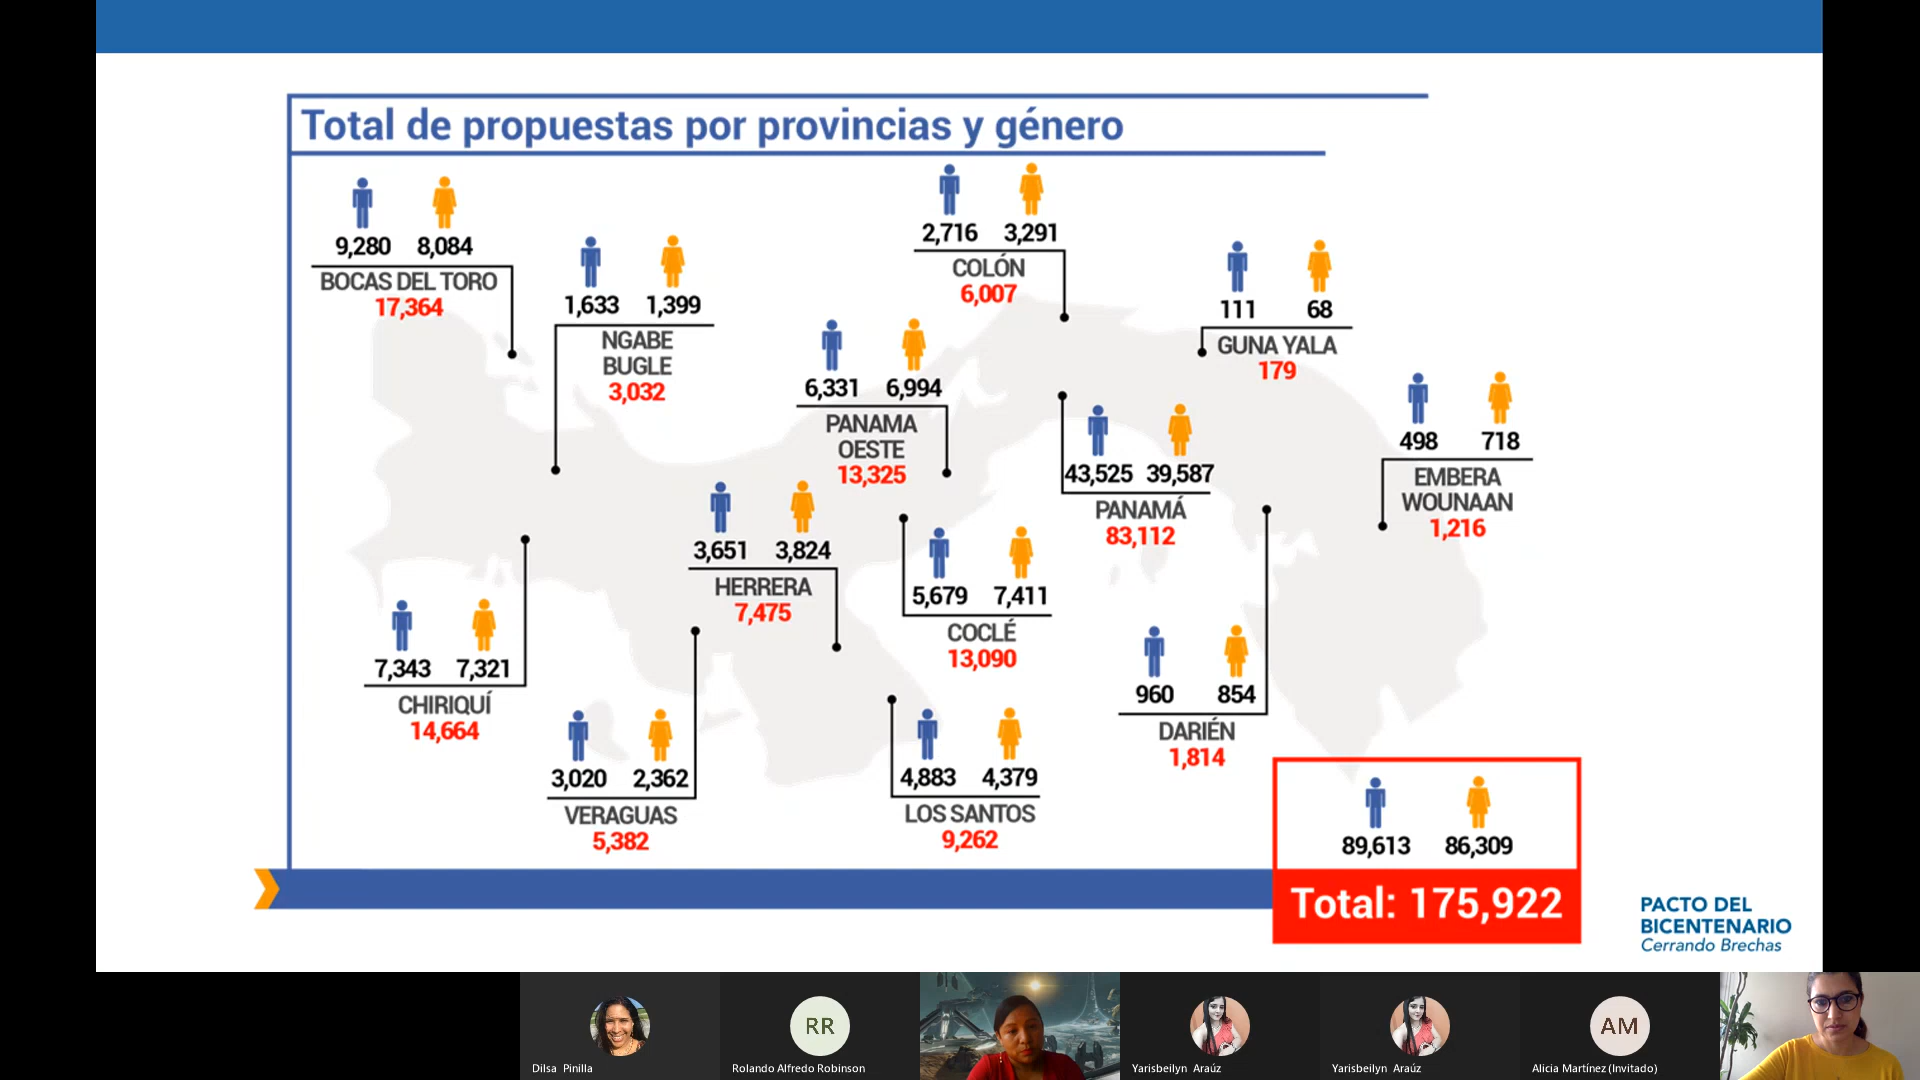 Total de propuestas por provincias y género
9,280 8,084
BOCAS DEL TORO
17,364
1,633 1,399
NGABE
BUGLE
3,032
2,716 3,291
COLÓN
6,007
111 68
GUNA YALA
179
6,331 6,994
PANAMA
OESTE
13,325
43,525 39,587
PANAMÁ
83,112
498 718
EMBERA
WOUNAAN
1,216
3,651 3,824
HERRERA
7,475
5,679 7,411
COCLÉ
13,090
7,343 7,321
CHIRIQUÍ
14,664
960 854
DARIÉN
1,814
3,020 2,362
VERAGUAS
5,382
4,883 4,379
LOS SANTOS
9,262
89,613 86,309
Total: 175,922
PACTO DEL
BICENTENARIO
Cerrando Brechas
RR
AM
Dilsa Pinilla
Rolando Alfredo Robinson
Yarisbeilyn Araúz
Yarisbeilyn Araúz
Alicia Martínez (Invitado)